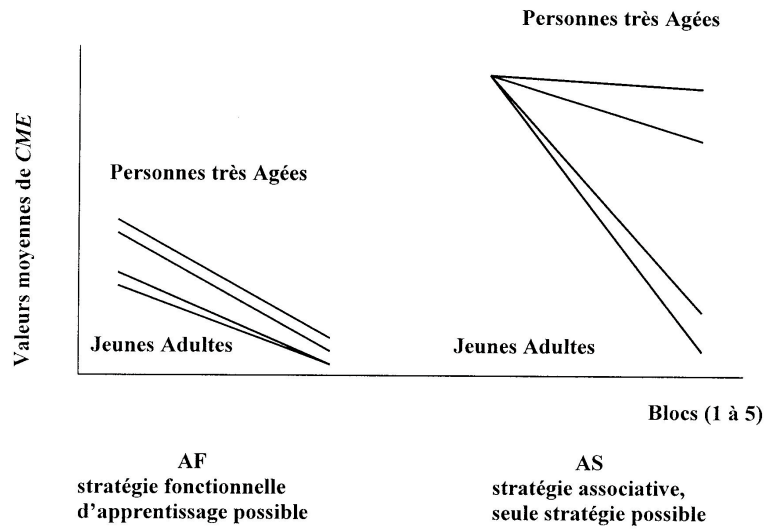 Personnes très Agées
Valeurs moyennes de CME
Personnes très Agées
Jeunes Adultes
Jeunes Adultes
Blocs (1 à 5)
AF
stratégie fonctionnelle
d'apprentissage possible
AS
stratégie associative,
seule stratégie possible